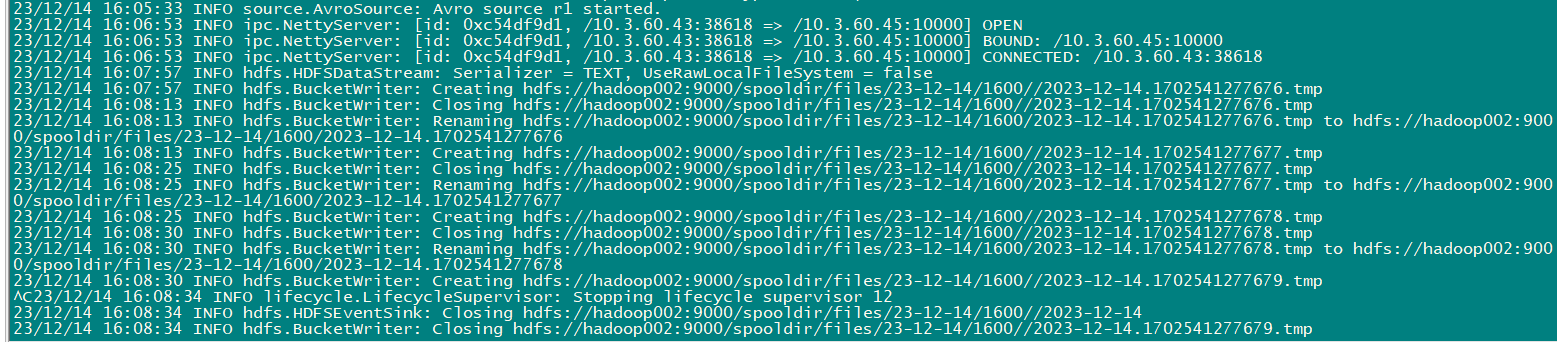 23/12/14 16:05:33 INFO source.AvroSource: Avro source r1 started.
23/12/14 16:06:53 INFO ipc.NettyServer: [id: 0xc54df9d1, /10.3.60.43:38618 => /10.3.60.45:10000] OPEN
23/12/14 16:06:53 INFO ipc.NettyServer: [id: 0xc54df9d1, /10.3.60.43:38618 => /10.3.60.45:10000] BOUND: /10.3.60.45:10000
23/12/14 16:06:53 INFO ipc.NettyServer: [id: 0xc54df9d1, /10.3.60.43:38618 => /10.3.60.45:10000] CONNECTED: /10.3.60.43:38618
23/12/14 16:07:57 INFO hdfs.HDFSDataStream: Serializer = TEXT, UseRawLocalFileSystem = false
23/12/14 16:07:57 INFO hdfs.BucketWriter: Creating hdfs://hadoop002:9000/spooldir/files/23-12-14/1600//2023-12-14.1702541277676.tmp
23/12/14 16:08:13 INFO hdfs.BucketWriter: Closing hdfs://hadoop002:9000/spooldir/files/23-12-14/1600//2023-12-14.1702541277676.tmp
23/12/14 16:08:13 INFO hdfs.BucketWriter: Renaming hdfs://hadoop002:9000/spooldir/files/23-12-14/1600/2023-12-14.1702541277676.tmp to hdfs://hadoop002:900
0/spooldir/files/23-12-14/1600/2023-12-14.1702541277676
23/12/14 16:08:13 INFO hdfs.BucketWriter: Creating hdfs://hadoop002:9000/spooldir/files/23-12-14/1600//2023-12-14.1702541277677.tmp
23/12/14 16:08:25 INFO hdfs.BucketWriter: Closing hdfs://hadoop002:9000/spooldir/files/23-12-14/1600//2023-12-14.1702541277677.tmp
23/12/14 16:08:25 INFO hdfs.BucketWriter: Renaming hdfs://hadoop002:9000/spooldir/files/23-12-14/1600/2023-12-14.1702541277677.tmp to hdfs://hadoop002:900
0/spooldir/files/23-12-14/1600/2023-12-14.1702541277677
23/12/14 16:08:25 INFO hdfs.BucketWriter: Creating hdfs://hadoop002:9000/spooldir/files/23-12-14/1600//2023-12-14.1702541277678.tmp
23/12/14 16:08:30 INFO hdfs.BucketWriter: Closing hdfs://hadoop002:9000/spooldir/files/23-12-14/1600//2023-12-14.1702541277678.tmp
23/12/14 16:08:30 INFO hdfs.BucketWriter: Renaming hdfs://hadoop002:9000/spooldir/files/23-12-14/1600/2023-12-14.1702541277678.tmp to hdfs://hadoop002:900
0/spooldir/files/23-12-14/1600/2023-12-14.1702541277678
23/12/14 16:08:30 INFO hdfs.BucketWriter: Creating hdfs://hadoop002:9000/spooldir/files/23-12-14/1600//2023-12-14.1702541277679.tmp
^C23/12/14 16:08:34 INFO lifecycle.LifecycleSupervisor: Stopping lifecycle supervisor 12
23/12/14 16:08:34 INFO hdfs.HDFSEventSink: Closing hdfs://hadoop002:9000/spooldir/files/23-12-14/1600//2023-12-14
23/12/14 16:08:34 INFO hdfs.BucketWriter: Closing hdfs://hadoop002:9000/spooldir/files/23-12-14/1600//2023-12-14.1702541277679.tmp